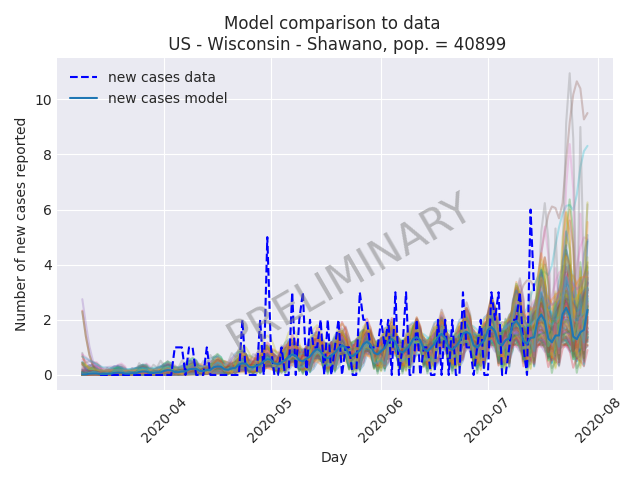 Model comparison to data
US - Wisconsin - Shawano, pop. = 40899
new cases data
new cases model
Number of new cases reported
10
8
6
4
2
0
PRELIMINARY
2020-04
2020-05
2020-06
2020-07
2020-08
Day